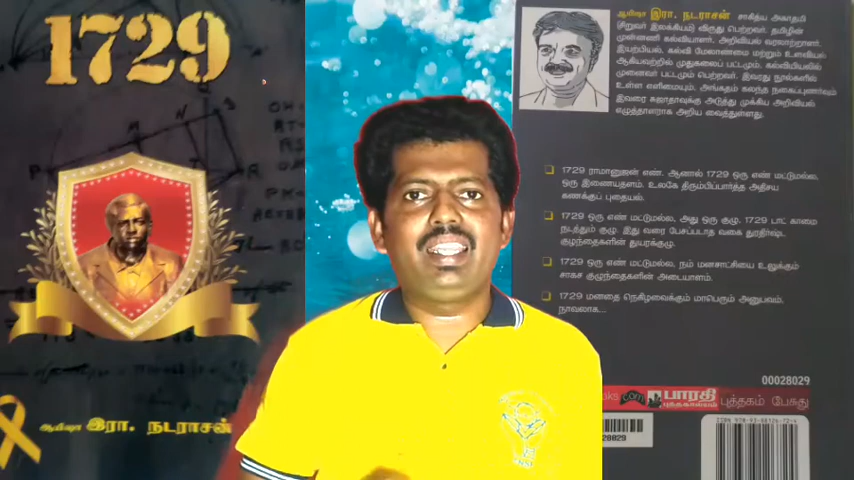 1729
ஆயிஷா இரா. நடராசன்
ஆயிஷா இரா. நடராசன் சாகித்ய அகாதமி
(சிறுவர் இலக்கியம்) விருது பெற்றவர். தமிழின்
முன்னணி கல்வியாளர். அறிவியல் வரலாற்றாளர்.
இயற்பியல், கல்வி மேலாண்மை மற்றும் உளவியல்
ஆகியவற்றில் முதுகலைப் பட்டமும், கல்வியியலில்
முனைவர் பட்டமும் பெற்றவர். இவரது நூல்களில்
உள்ள எளிமையும், அங்கதம் கலந்த நகைப்புணர்வும்
இவரை சுஜாதாவுக்கு அடுத்து முக்கிய அறிவியல்
எழுத்தாளராக அறிய வைத்துள்ளது.
1729 ராமானுஜன் எண். ஆனால் 1729 ஒரு எண் மட்டுமல்ல,
ஒரு இணையதளம். உலகே திரும்பிப்பார்த்த அதிசய
கணக்குப் புதையல்.
1729 ஒரு எண் மட்டுமல்ல, அது ஒரு குழு. 1729 டாட் காமை
நடத்தும் குழு. இது வரை பேசப்படாத வகை துரதிர்ஷ்ட
குழந்தைகளின் துயரக்குழு.
1729 ஒரு எண் மட்டுமல்ல, நம் மனசாட்சியை உலுக்கும்
சாகச குழந்தைகளின் அடையாளம்.
1729 மனதை நெகிழவைக்கும் மாபெரும் அனுபவம்.
நாவலாக...
00028029
com பாரதி புத்தகாலயம் புத்தகம் பேசுது
28029